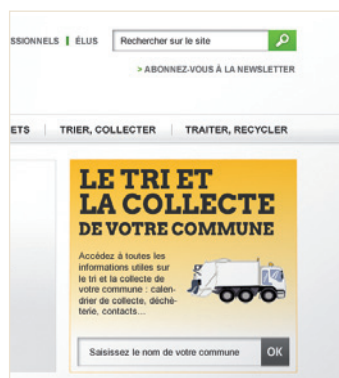 SSIONNELS | ÉLUS Rechercher sur le site
> ABONNEZ-VOUS À LA NEWSLETTER
ETS | TRIER, COLLECTER | TRAITER, RECYCLER
LE TRI ET
LA COLLECTE
DE VOTRE COMMUNE
Accédez à toutes les
informations utiles sur
le tri et la collecte de
votre commune : calen-
drier de collecte, déchè-
terie, contacts...
Saisissez le nom de votre commune OK